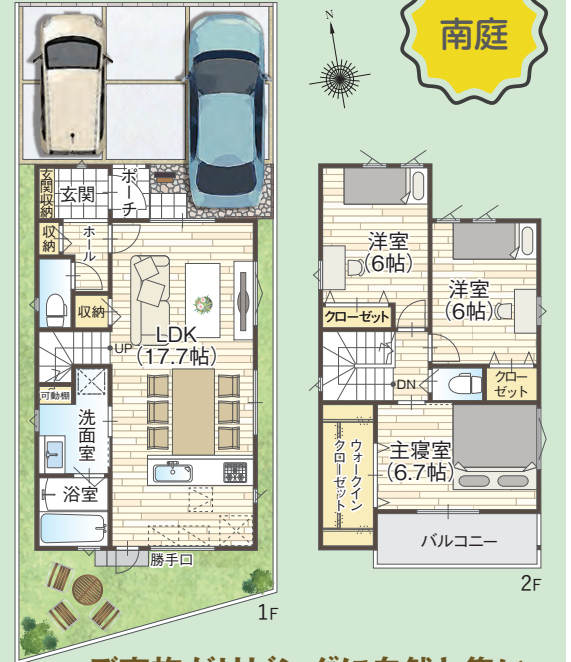 南庭
N
玄関収納
玄関
ポーチ
収納
ホール
収納
LDK
(17.7帖)
UP
可動棚
洗面室
浴室
勝手口
1F
洋室
(6帖)
洋室
(6帖)
クローゼット
DN
クローゼット
ウォークイン
クローゼット
主寝室
(6.7帖)
バルコニー
2F